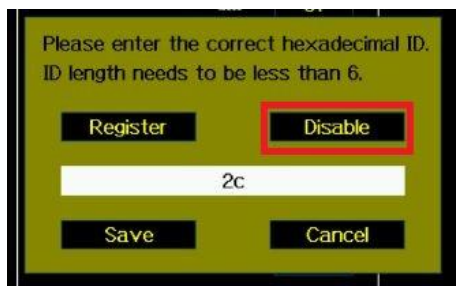 Please enter the correct hexadecimal ID.
ID length needs to be less than 6.
Register Disable
2c
Save Cancel